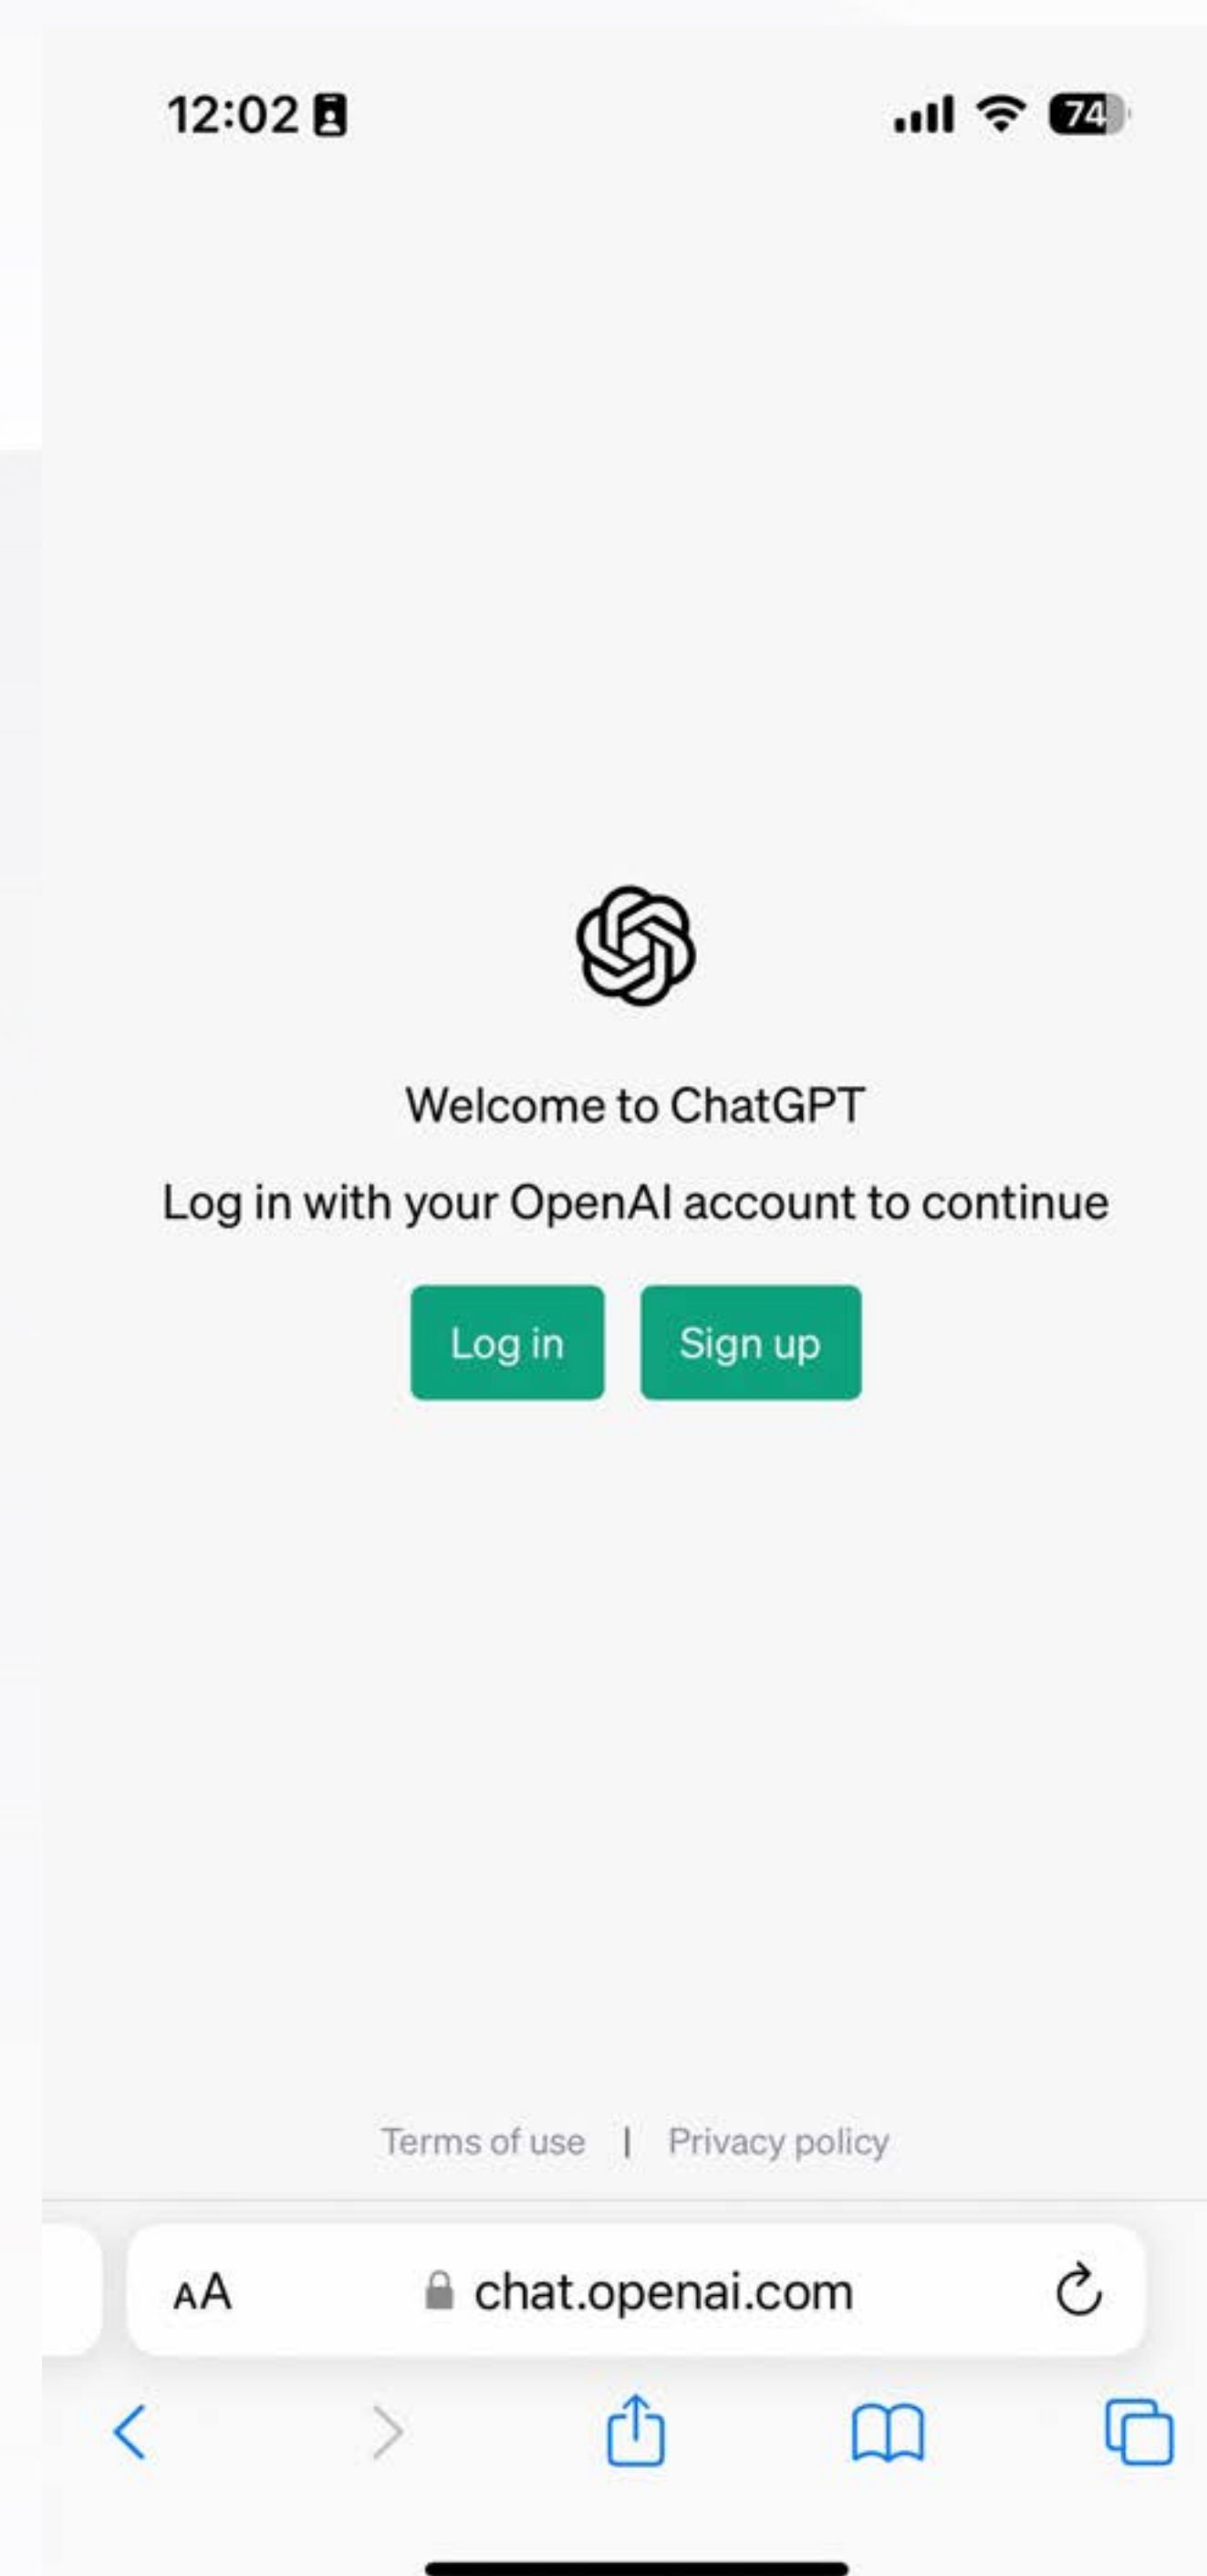 12:02
74
Welcome to ChatGPT
Log in with your OpenAI account to continue
Log in
Sign up
Terms of use | Privacy policy
AA
chat.openai.com